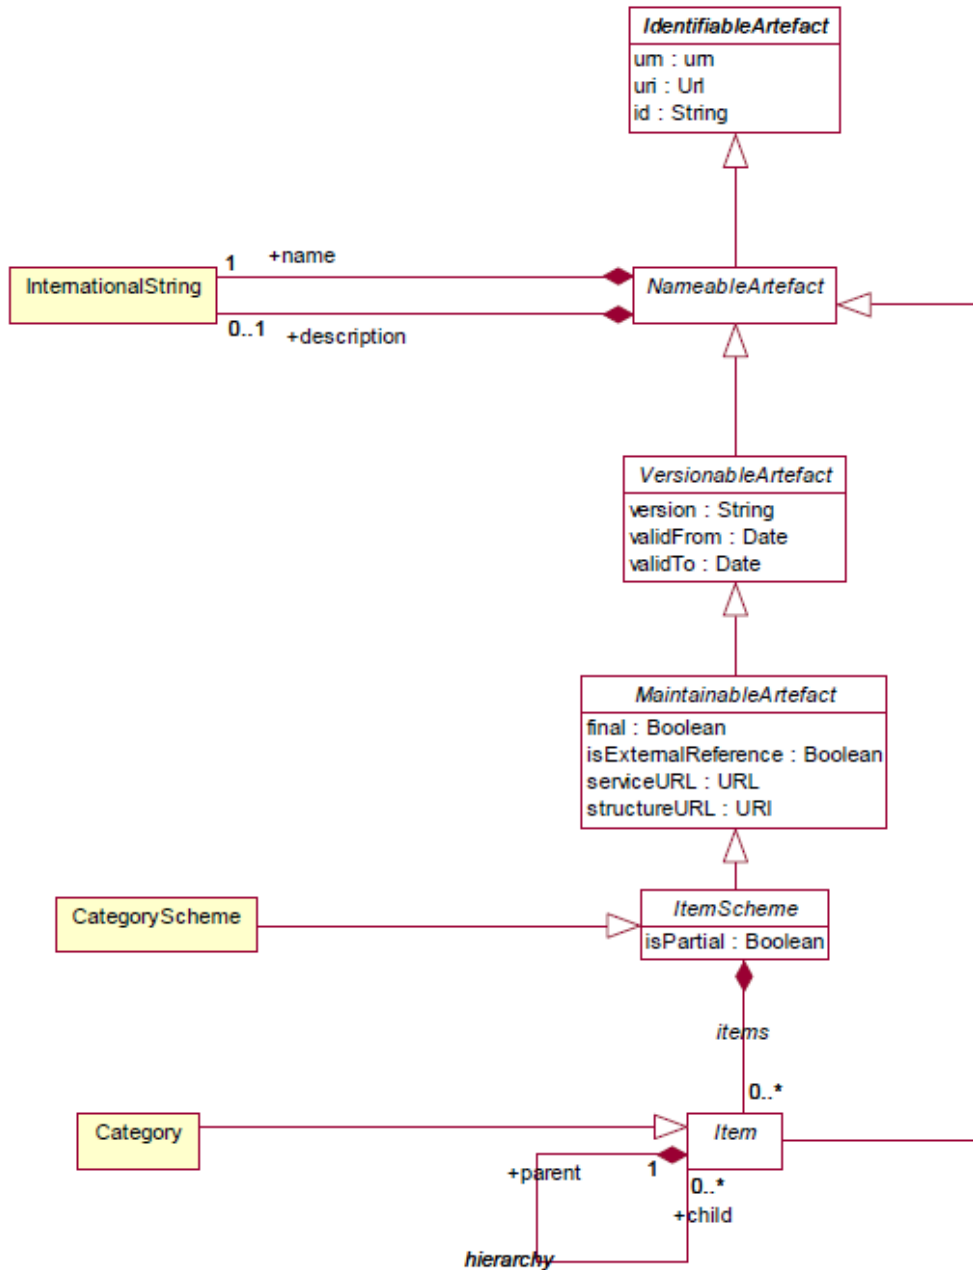 IdentifiableArtefact
urn : urn
uri : Url
id : String
1
+name
InternationalString
NameableArtefact
0..1
+description
VersionableArtefact
version : String
validFrom : Date
validTo : Date
MaintainableArtefact
final : Boolean
isExternalReference : Boolean
serviceURL : URL
structureURL : URl
CategoryScheme
ItemScheme
isPartial : Boolean
items
0..*
Category
Item
+parent
1
0..*
+child
hierarchy